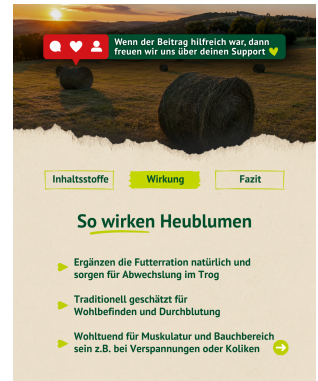 Wenn der Beitrag hilfreich war, dann
freuen wir uns über deinen Support
Inhaltsstoffe
Wirkung
Fazit
So wirken Heublumen
Ergänzen die Futterration natürlich und
sorgen für Abwechslung im Trog
Traditionell geschätzt für
Wohlbefinden und Durchblutung
Wohltuend für Muskulatur und Bauchbereich
sein z.B. bei Verspannungen oder Koliken